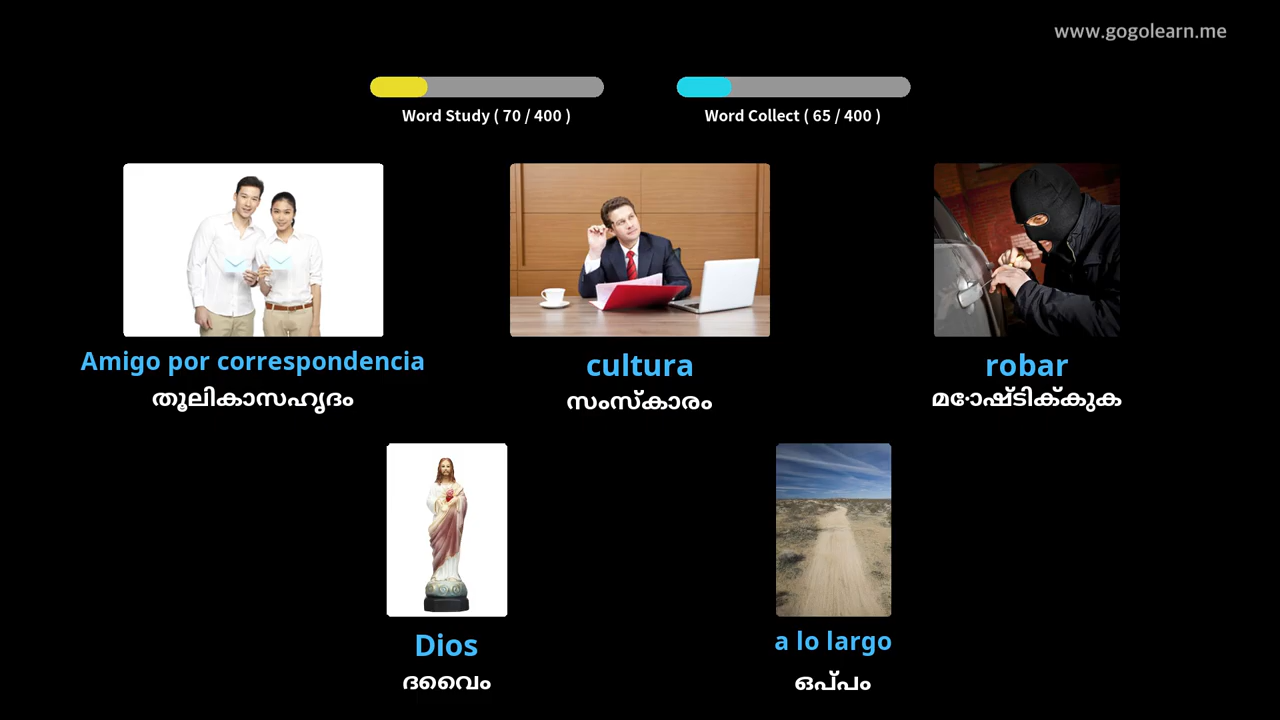 www.gogolearn.me
Word Study ( 70 / 400 )
Word Collect ( 65 / 400 )
Amigo por correspondencia
തൂലികാസഹൃദം
cultura
സംസ്കാരം
robar
മോഷ്ടിക്കുക
Dios
ദൈവം
a lo largo
ഒപ്പം